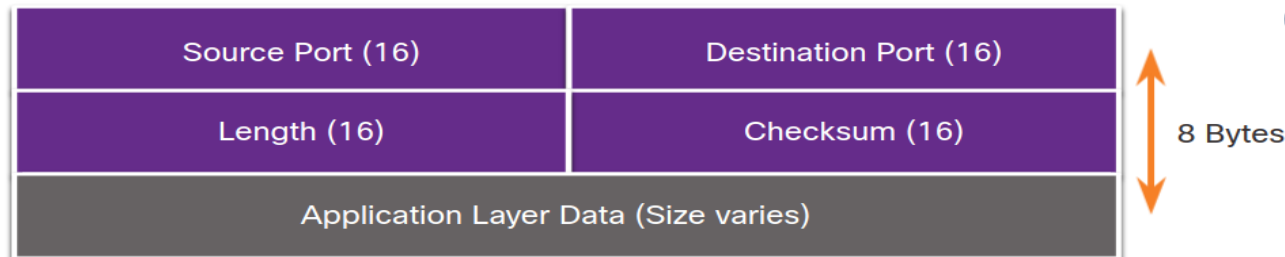 Source Port (16) Destination Port (16)
Length (16) Checksum (16)
8 Bytes
Application Layer Data (Size varies)